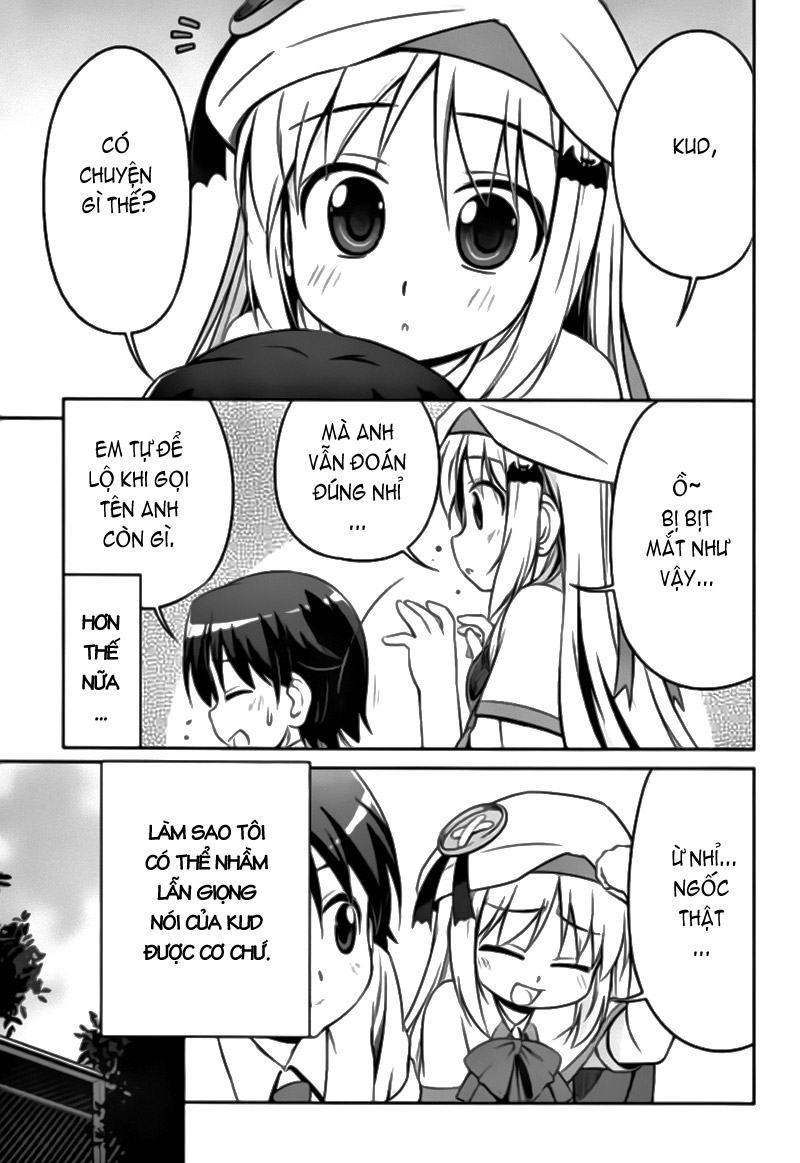 KUD,
CÓ
CHUYỆN
GÌ THẾ?
Ồ~
BỊ BỊT
MẮT NHƯ
VẬY...
MÀ ANH
VẪN ĐOÁN
ĐÚNG NHỈ
...
EM TỰ ĐỂ
LỘ KHI GỌI
TÊN ANH
CÒN GÌ.
HƠN
THẾ
NỮA
...
Ừ NHỈ...
NGỐC
THẬT
...
LÀM SAO TÔI
CÓ THỂ NHẦM
LẪN GIỌNG
NÓI CỦA KUD
ĐƯỢC CƠ CHỨ.